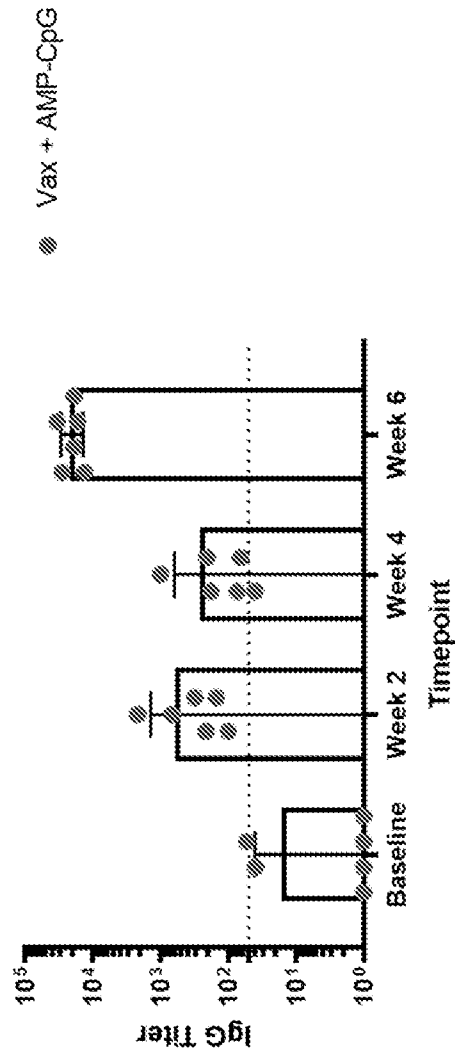 Vax + AMP-CpG
IgG Titer
10⁵
10⁴
10³
10²
10¹
10⁰
Baseline
Week 2
Week 4
Week 6
Timepoint